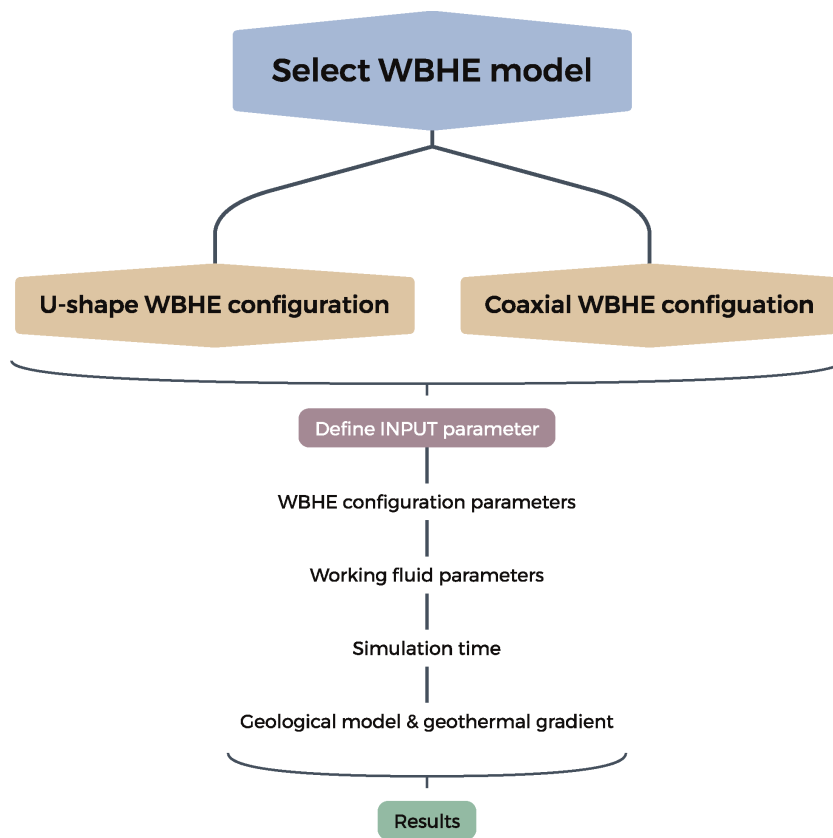 Select WBHE model
U-shape WBHE configuration
Coaxial WBHE configuation
Define INPUT parameter
WBHE configuration parameters
Working fluid parameters
Simulation time
Geological model & geothermal gradient
Results